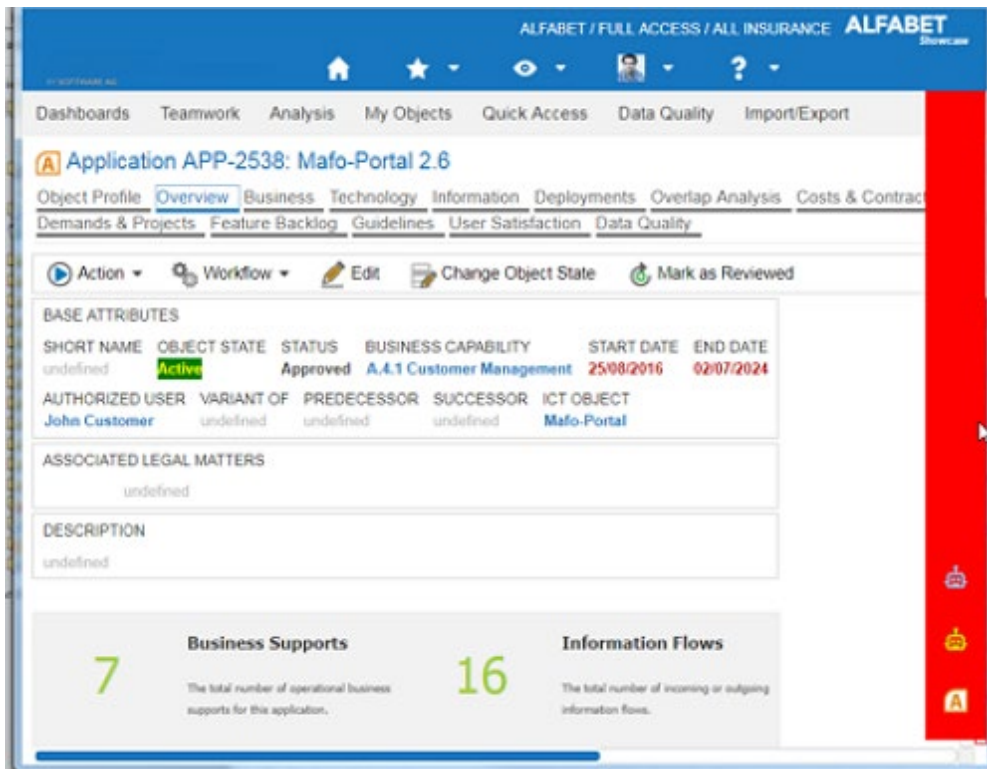 ALFABET / FULL ACCESS / ALL INSURANCE ALFABET
Showcase
BY SOFTWARE AG
?
Dashboards Teamwork Analysis My Objects Quick Access Data Quality Import/Export
A Application APP-2538: Mafo-Portal 2.6
Object Profile Overview Business Technology Information Deployments Overlap Analysis Costs & Contrac
Demands & Projects Feature Backlog Guidelines User Satisfaction Data Quality
Action Workflow Edit Change Object State Mark as Reviewed
BASE ATTRIBUTES
SHORT NAME OBJECT STATE STATUS BUSINESS CAPABILITY START DATE END DATE
undefined Active Approved A.4.1 Customer Management 25/08/2016 02/07/2024
AUTHORIZED USER VARIANT OF PREDECESSOR SUCCESSOR ICT OBJECT
John Customer undefined undefined undefined Mafo-Portal
ASSOCIATED LEGAL MATTERS
undefined
DESCRIPTION
undefined
7 Business Supports
The total number of operational business
supports for this application.
16 Information Flows
The total number of incoming or outgoing
information flows.
A